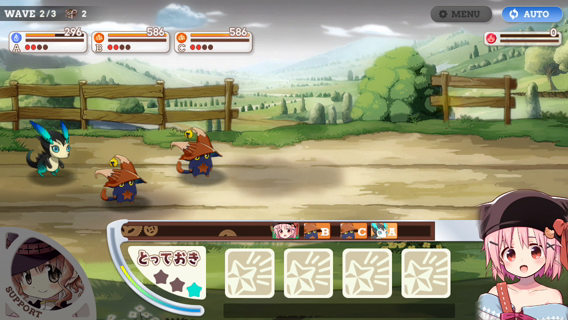 WAVE 2/3 2
MENU
AUTO
296
586
586
0
A
B
C
B
C
A
とっておき
SUPPORT